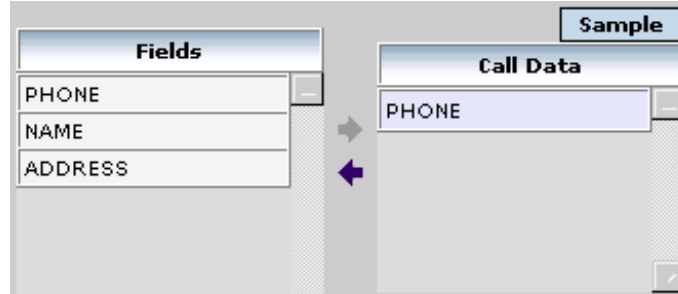 Sample
Fields
Call Data
PHONE
NAME
ADDRESS
PHONE